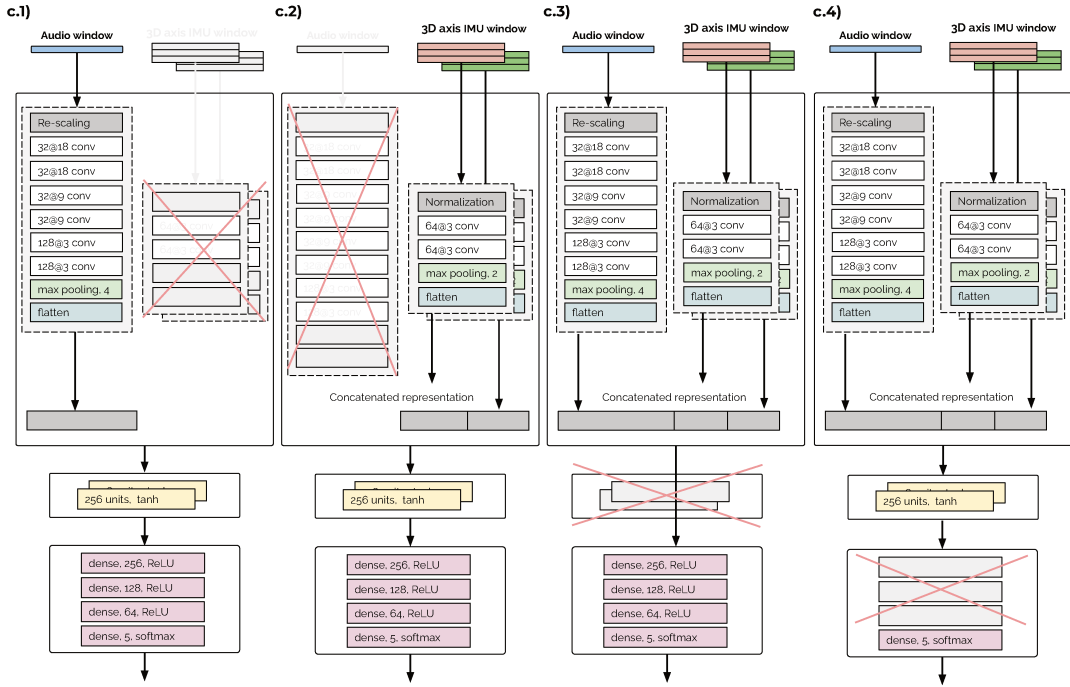 c.1)
Audio window
3D axis IMU window
Re-scaling
32@18 conv
32@18 conv
32@9 conv
32@9 conv
128@3 conv
128@3 conv
max pooling, 4
flatten
256 units, tanh
dense, 256, ReLU
dense, 128, ReLU
dense, 64, ReLU
dense, 5, softmax
c.2)
Audio window
3D axis IMU window
Normalization
64@3 conv
64@3 conv
max pooling, 2
flatten
Concatenated representation
256 units, tanh
dense, 256, ReLU
dense, 128, ReLU
dense, 64, ReLU
dense, 5, softmax
c.3)
Audio window
3D axis IMU window
Re-scaling
32@18 conv
32@18 conv
32@9 conv
32@9 conv
128@3 conv
128@3 conv
max pooling, 4
flatten
Normalization
64@3 conv
64@3 conv
max pooling, 2
flatten
Concatenated representation
dense, 256, ReLU
dense, 128, ReLU
dense, 64, ReLU
dense, 5, softmax
c.4)
Audio window
3D axis IMU window
Re-scaling
32@18 conv
32@18 conv
32@9 conv
32@9 conv
128@3 conv
128@3 conv
max pooling, 4
flatten
Normalization
64@3 conv
64@3 conv
max pooling, 2
flatten
Concatenated representation
256 units, tanh
dense, 5, softmax